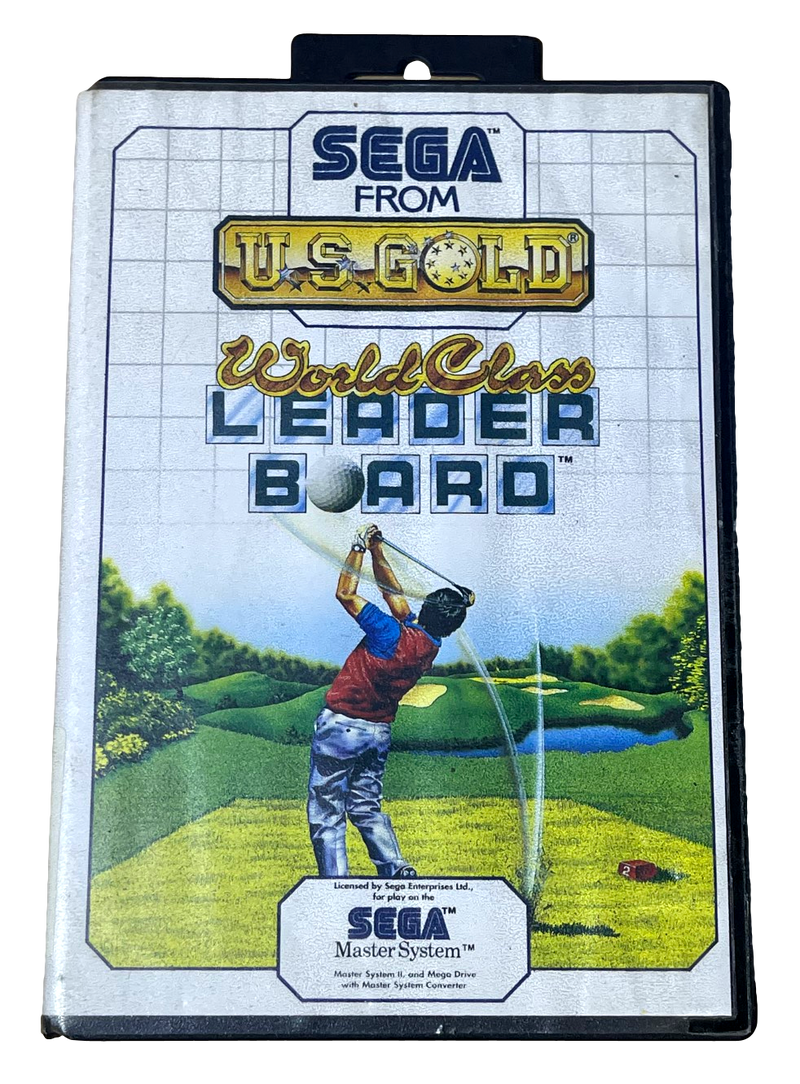 SEGA™
FROM
U.S.GOLD®
World Class
LEADER
BOARD™
2
Licensed by Sega Enterprises Ltd.,
for play on the
SEGA™
Master System™
Master System II, and Mega Drive
with Master System Converter